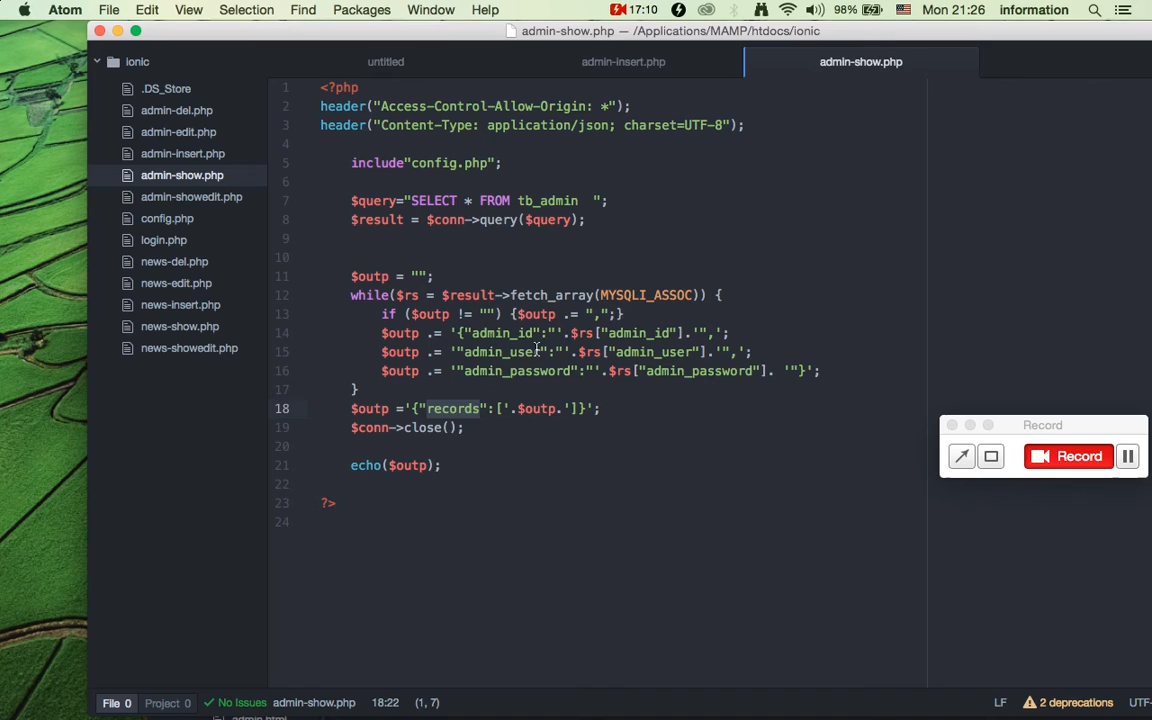 Atom File Edit View Selection Find Packages Window Help 17:10 98% Mon 21:26 information
admin-show.php — /Applications/MAMP/htdocs/ionic
ionic
.DS_Store
admin-del.php
admin-edit.php
admin-insert.php
admin-show.php
admin-showedit.php
config.php
login.php
news-del.php
news-edit.php
news-insert.php
news-show.php
news-showedit.php
untitled admin-insert.php admin-show.php
1 <?php
2 header("Access-Control-Allow-Origin: *");
3 header("Content-Type: application/json; charset=UTF-8");
4
5 include"config.php";
6
7 $query="SELECT * FROM tb_admin  ";
8 $result = $conn->query($query);
9
10
11 $outp = "";
12 while($rs = $result->fetch_array(MYSQLI_ASSOC)) {
13 if ($outp != "") {$outp .= ",";}
14 $outp .= '{"admin_id":"'.$rs["admin_id"].'",';
15 $outp .= '"admin_user":"'.$rs["admin_user"].'",';
16 $outp .= '"admin_password":"'.$rs["admin_password"]. '"}';
17 }
18 $outp ='{"records":['.$outp.']}';
19 $conn->close();
20
21 echo($outp);
22
23 ?>
24
Record
Record
File 0 Project 0 No Issues admin-show.php 18:22 (1, 7) LF 2 deprecations UTF-